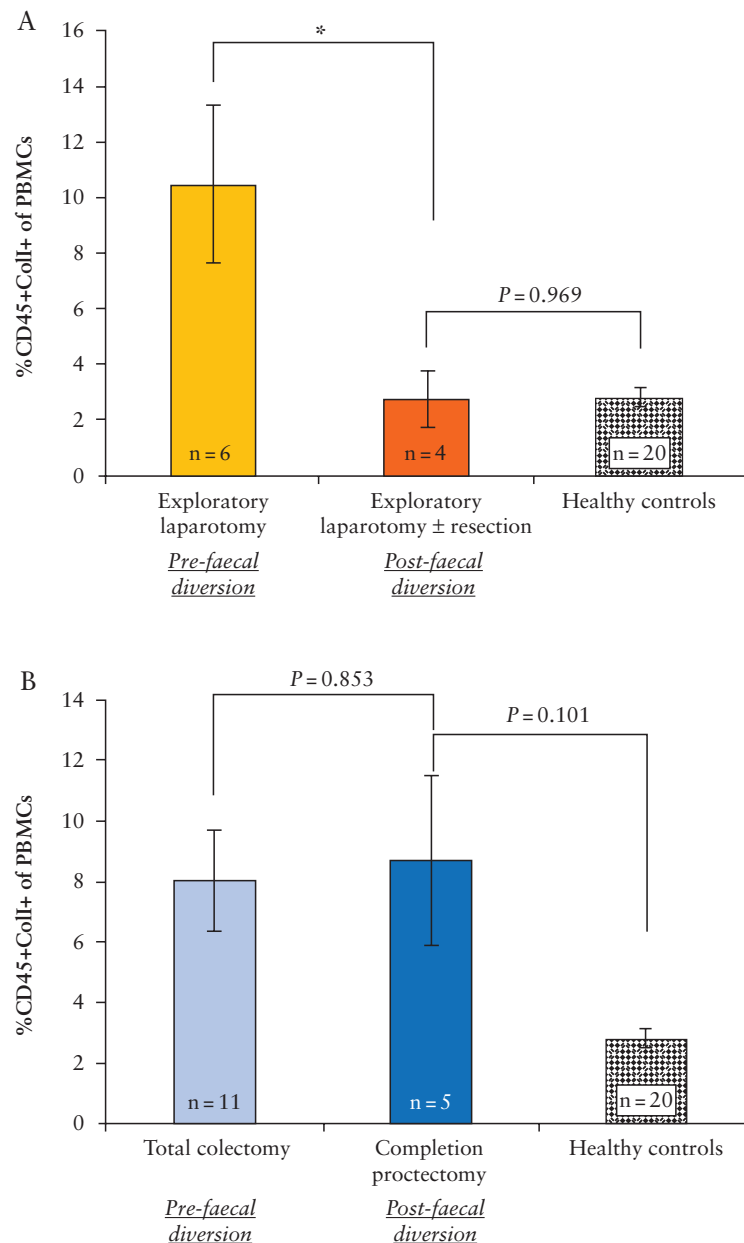 A
16
14
12
10
8
6
4
2
0
%CD45+ColI+ of PBMCs
*
P = 0.969
n = 6
n = 4
n = 20
Exploratory
laparotomy
Exploratory
laparotomy ± resection
Healthy controls
Pre-faecal
diversion
Post-faecal
diversion
B
14
12
10
8
6
4
2
0
%CD45+ColI+ of PBMCs
P = 0.853
P = 0.101
n = 11
n = 5
n = 20
Total colectomy
Completion
proctectomy
Healthy controls
Pre-faecal
diversion
Post-faecal
diversion